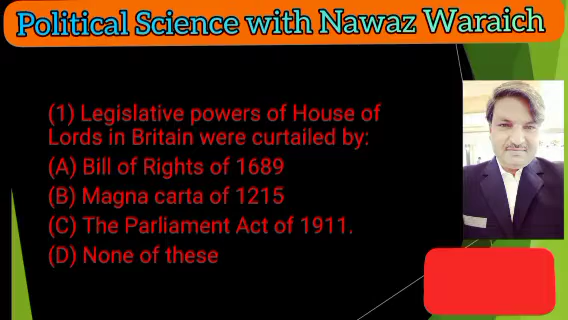 Political Science with Nawaz Waraich
(1) Legislative powers of House of
Lords in Britain were curtailed by:
(A) Bill of Rights of 1689
(B) Magna carta of 1215
(C) The Parliament Act of 1911.
(D) None of these